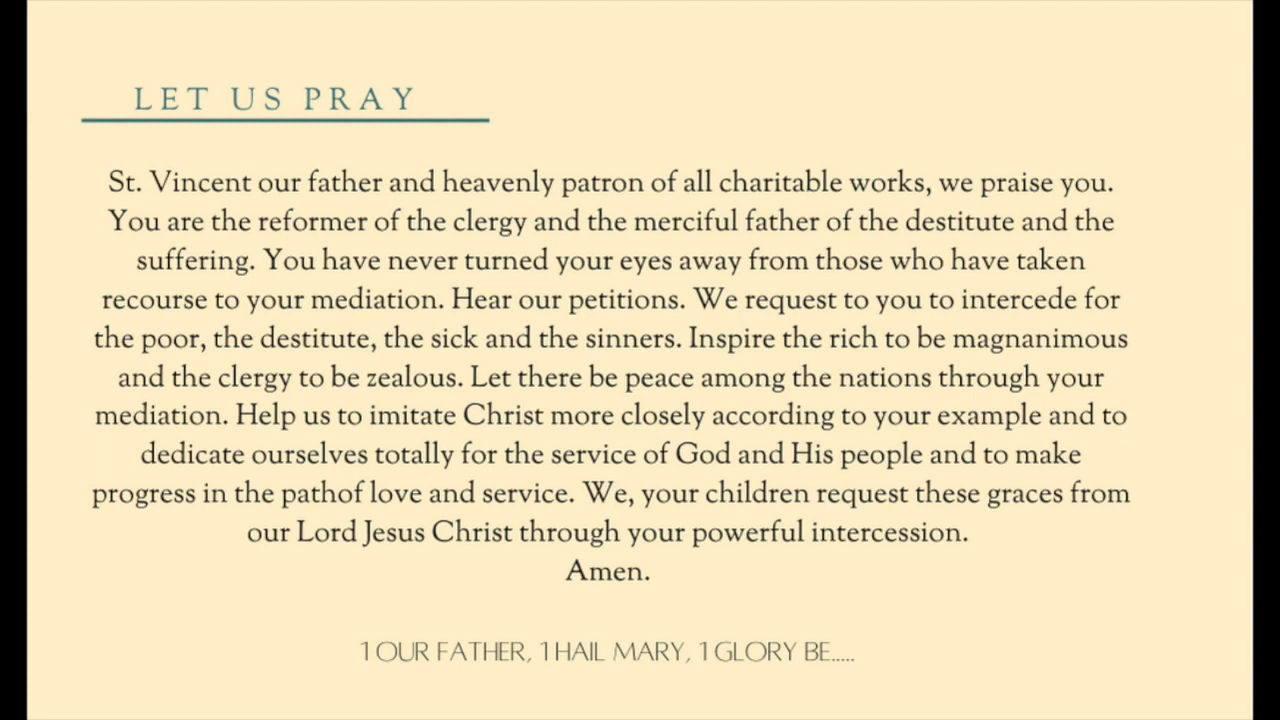 LET US PRAY
St. Vincent our father and heavenly patron of all charitable works, we praise you.
You are the reformer of the clergy and the merciful father of the destitute and the
suffering. You have never turned your eyes away from those who have taken
recourse to your mediation. Hear our petitions. We request to you to intercede for
the poor, the destitute, the sick and the sinners. Inspire the rich to be magnanimous
and the clergy to be zealous. Let there be peace among the nations through your
mediation. Help us to imitate Christ more closely according to your example and to
dedicate ourselves totally for the service of God and His people and to make
progress in the pathof love and service. We, your children request these graces from
our Lord Jesus Christ through your powerful intercession.
Amen.
1 OUR FATHER, 1 HAIL MARY, 1 GLORY BE.....